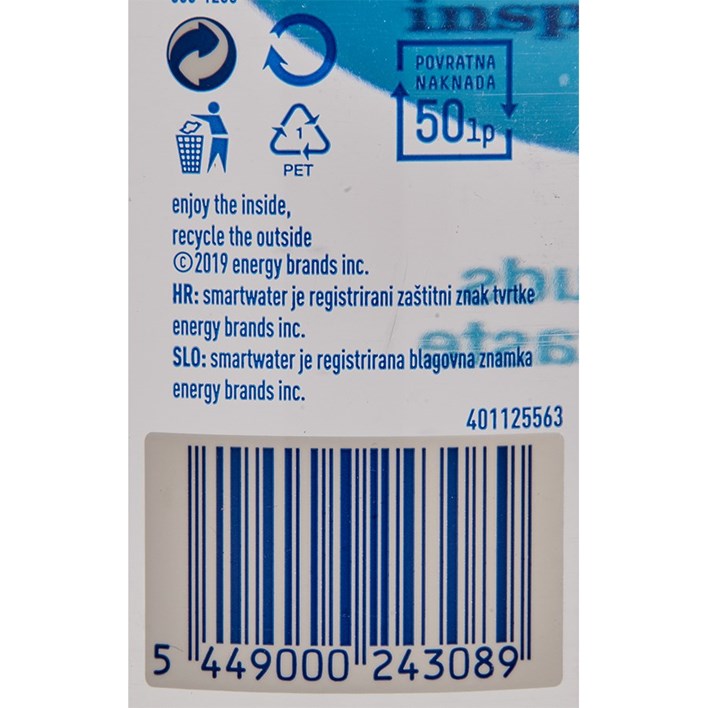 POVRATNA
NAKNADA
50lp
1
PET
enjoy the inside,
recycle the outside
©2019 energy brands inc.
HR: smartwater je registrirani zaštitni znak tvrtke
energy brands inc.
SLO: smartwater je registrirana blagovna znamka
energy brands inc.
401125563
5 449000 243089